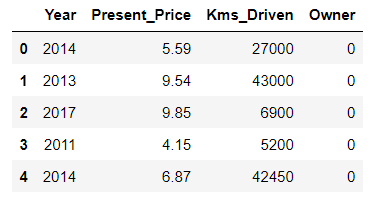 Year Present_Price Kms_Driven Owner
0 2014 5.59 27000 0
1 2013 9.54 43000 0
2 2017 9.85 6900 0
3 2011 4.15 5200 0
4 2014 6.87 42450 0